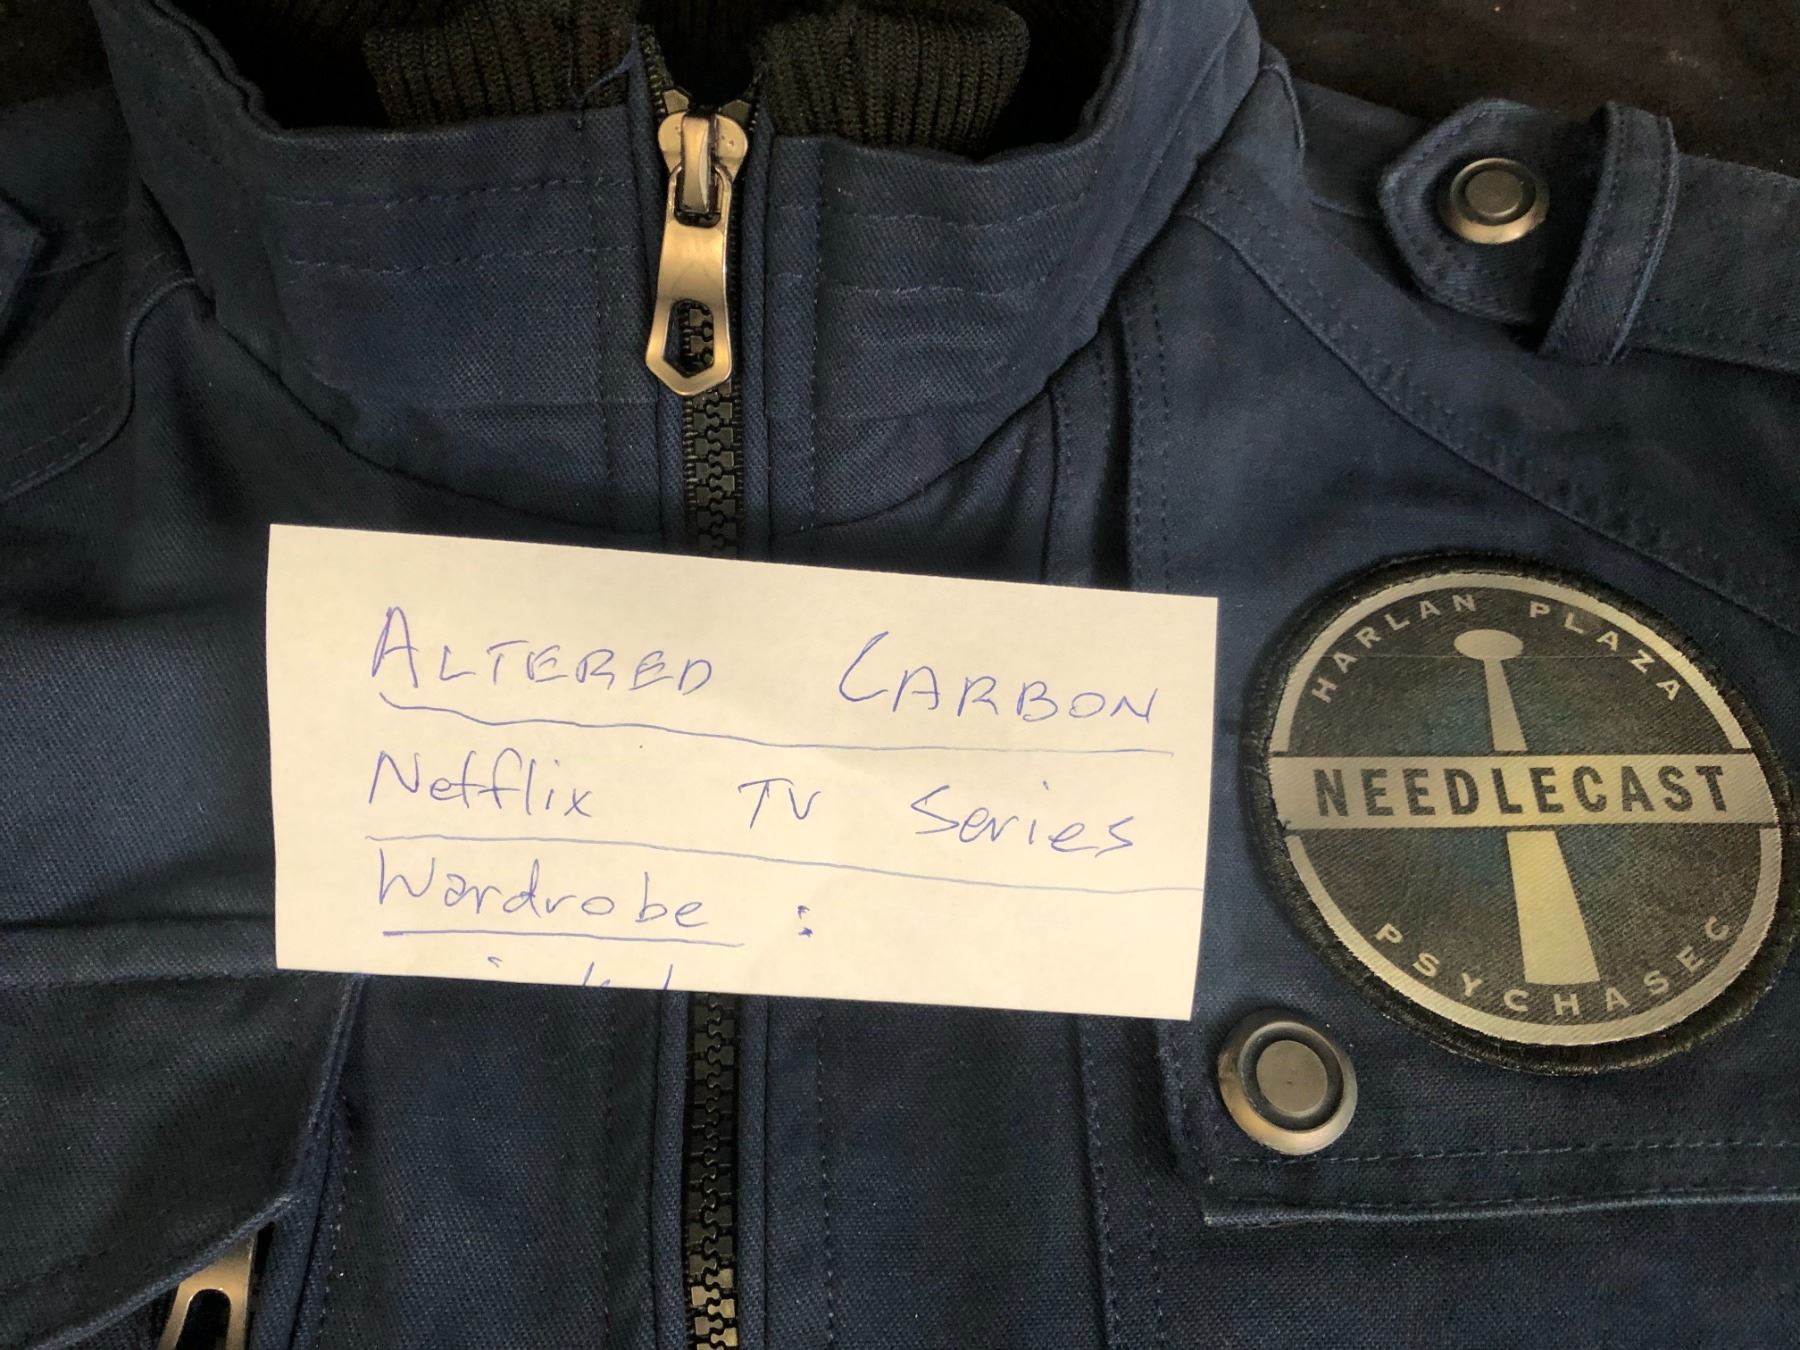 ALTERED CARBON
Netflix TV Series
Wardrobe :
HARLAN PLAZA
NEEDLECAST
PSYCHASEC